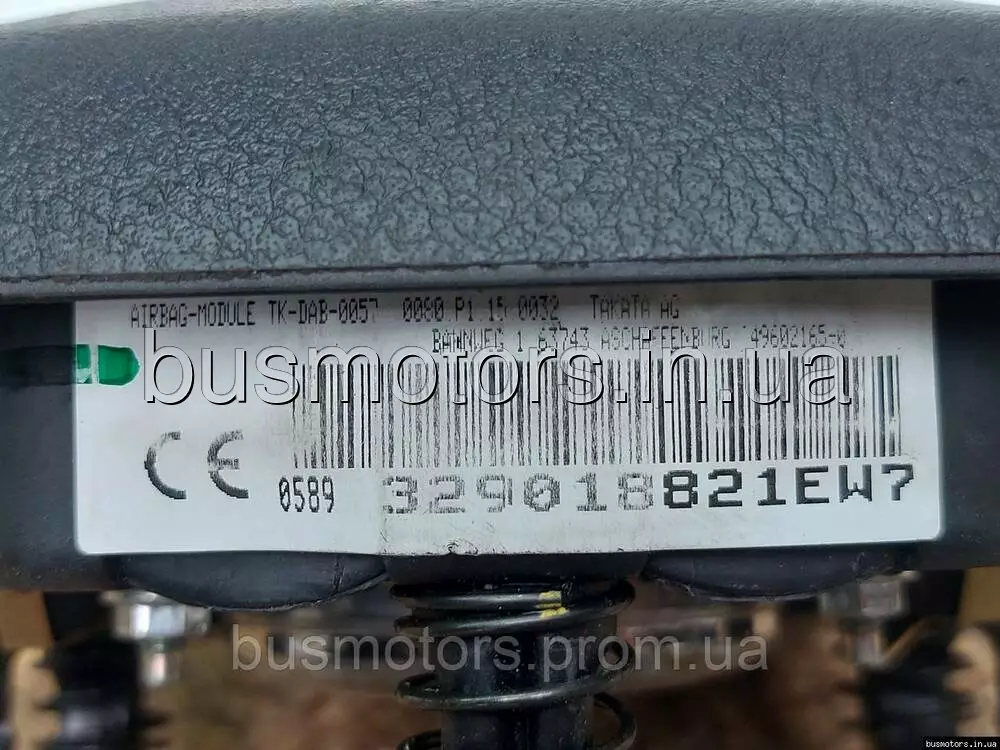 AIRBAG-MODULE TK-DAB-0057 0080 P1 15 0032 TAKATA AG
BAHNWEG 1 63743 ASCHAFFENBURG 49602165-0
busmotors.in.ua
CE
0589 329018821EW7
busmotors.prom.ua
busmotors.in.ua